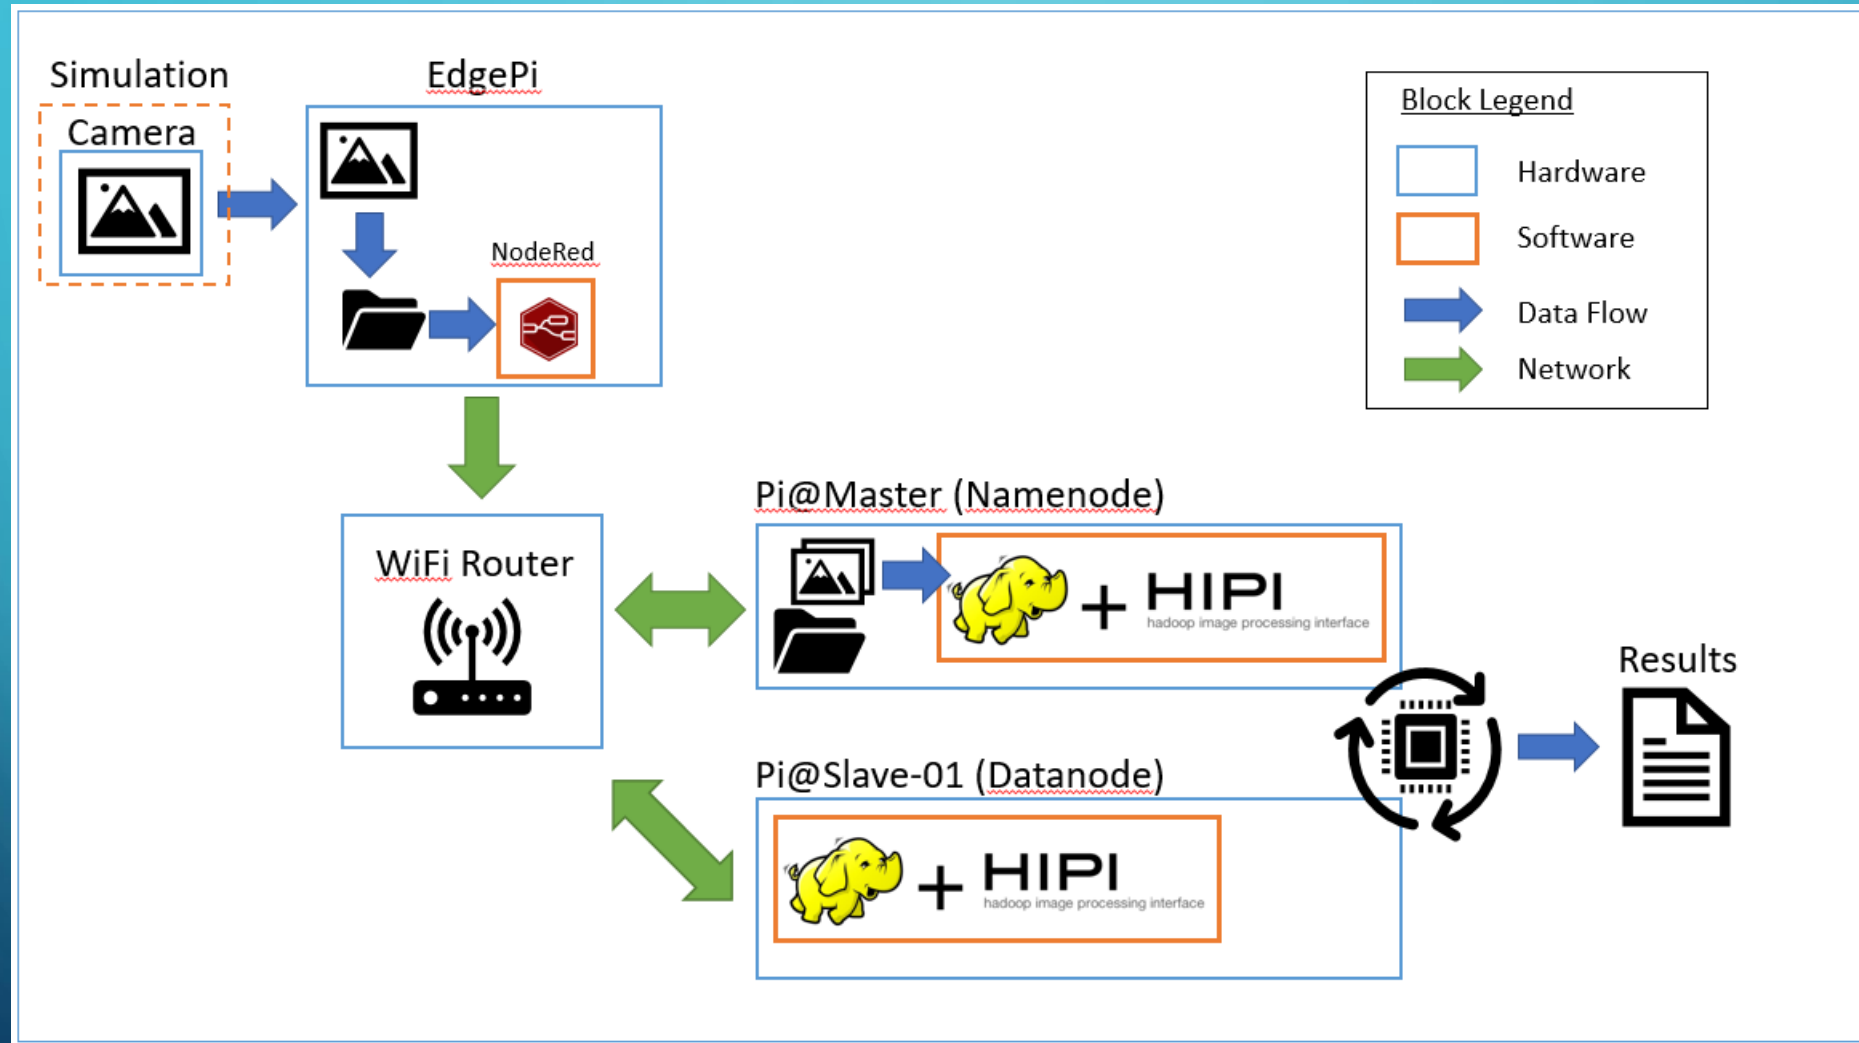 Simulation
Camera
EdgePi
NodeRed
Block Legend
Hardware
Software
Data Flow
Network
WiFi Router
Pi@Master (Namenode)
+ HIPI
hadoop image processing interface
Results
Pi@Slave-01 (Datanode)
+ HIPI
hadoop image processing interface